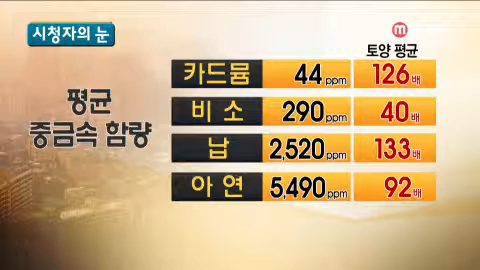 시청자의 눈
m
토양 평균
평균
중금속 함량
카드뮴 44ppm 126배
비 소 290ppm 40배
납 2,520ppm 133배
아 연 5,490ppm 92배